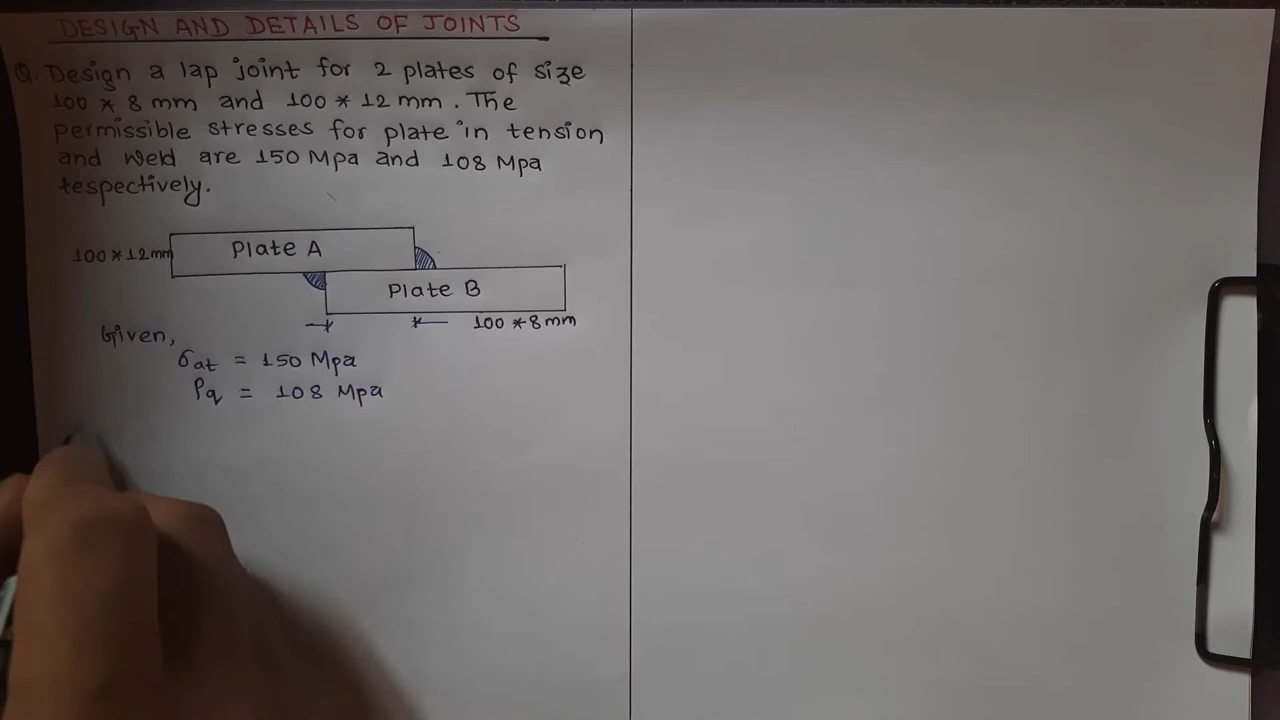 DESIGN AND DETAILS OF JOINTS
Q. Design a lap joint for 2 plates of size
100 * 8 mm and 100 * 12 mm. The
permissible stresses for plate in tension
and weld are 150 Mpa and 108 Mpa
respectively.
Plate A
100 * 12 mm
Plate B
100 * 8 mm
Given,
σat = 150 Mpa
Pq = 108 Mpa